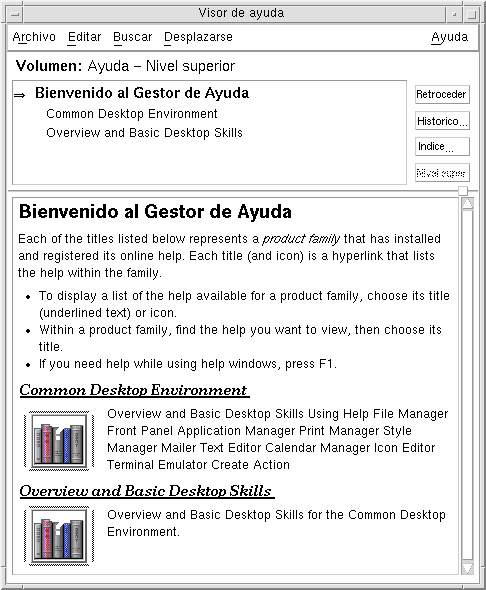 Visor de ayuda
Archivo Editar Buscar Desplazarse Ayuda
Volumen: Ayuda – Nivel superior
⇒ Bienvenido al Gestor de Ayuda
Common Desktop Environment
Overview and Basic Desktop Skills
Retroceder
Historico...
Indice...
Nivel super
Bienvenido al Gestor de Ayuda
Each of the titles listed below represents a product family that has installed
and registered its online help. Each title (and icon) is a hyperlink that lists
the help within the family.
• To display a list of the help available for a product family, choose its title
(underlined text) or icon.
• Within a product family, find the help you want to view, then choose its
title.
• If you need help while using help windows, press F1.
Common Desktop Environment
Overview and Basic Desktop Skills Using Help File Manager
Front Panel Application Manager Print Manager Style
Manager Mailer Text Editor Calendar Manager Icon Editor
Terminal Emulator Create Action
Overview and Basic Desktop Skills
Overview and Basic Desktop Skills for the Common Desktop
Environment.